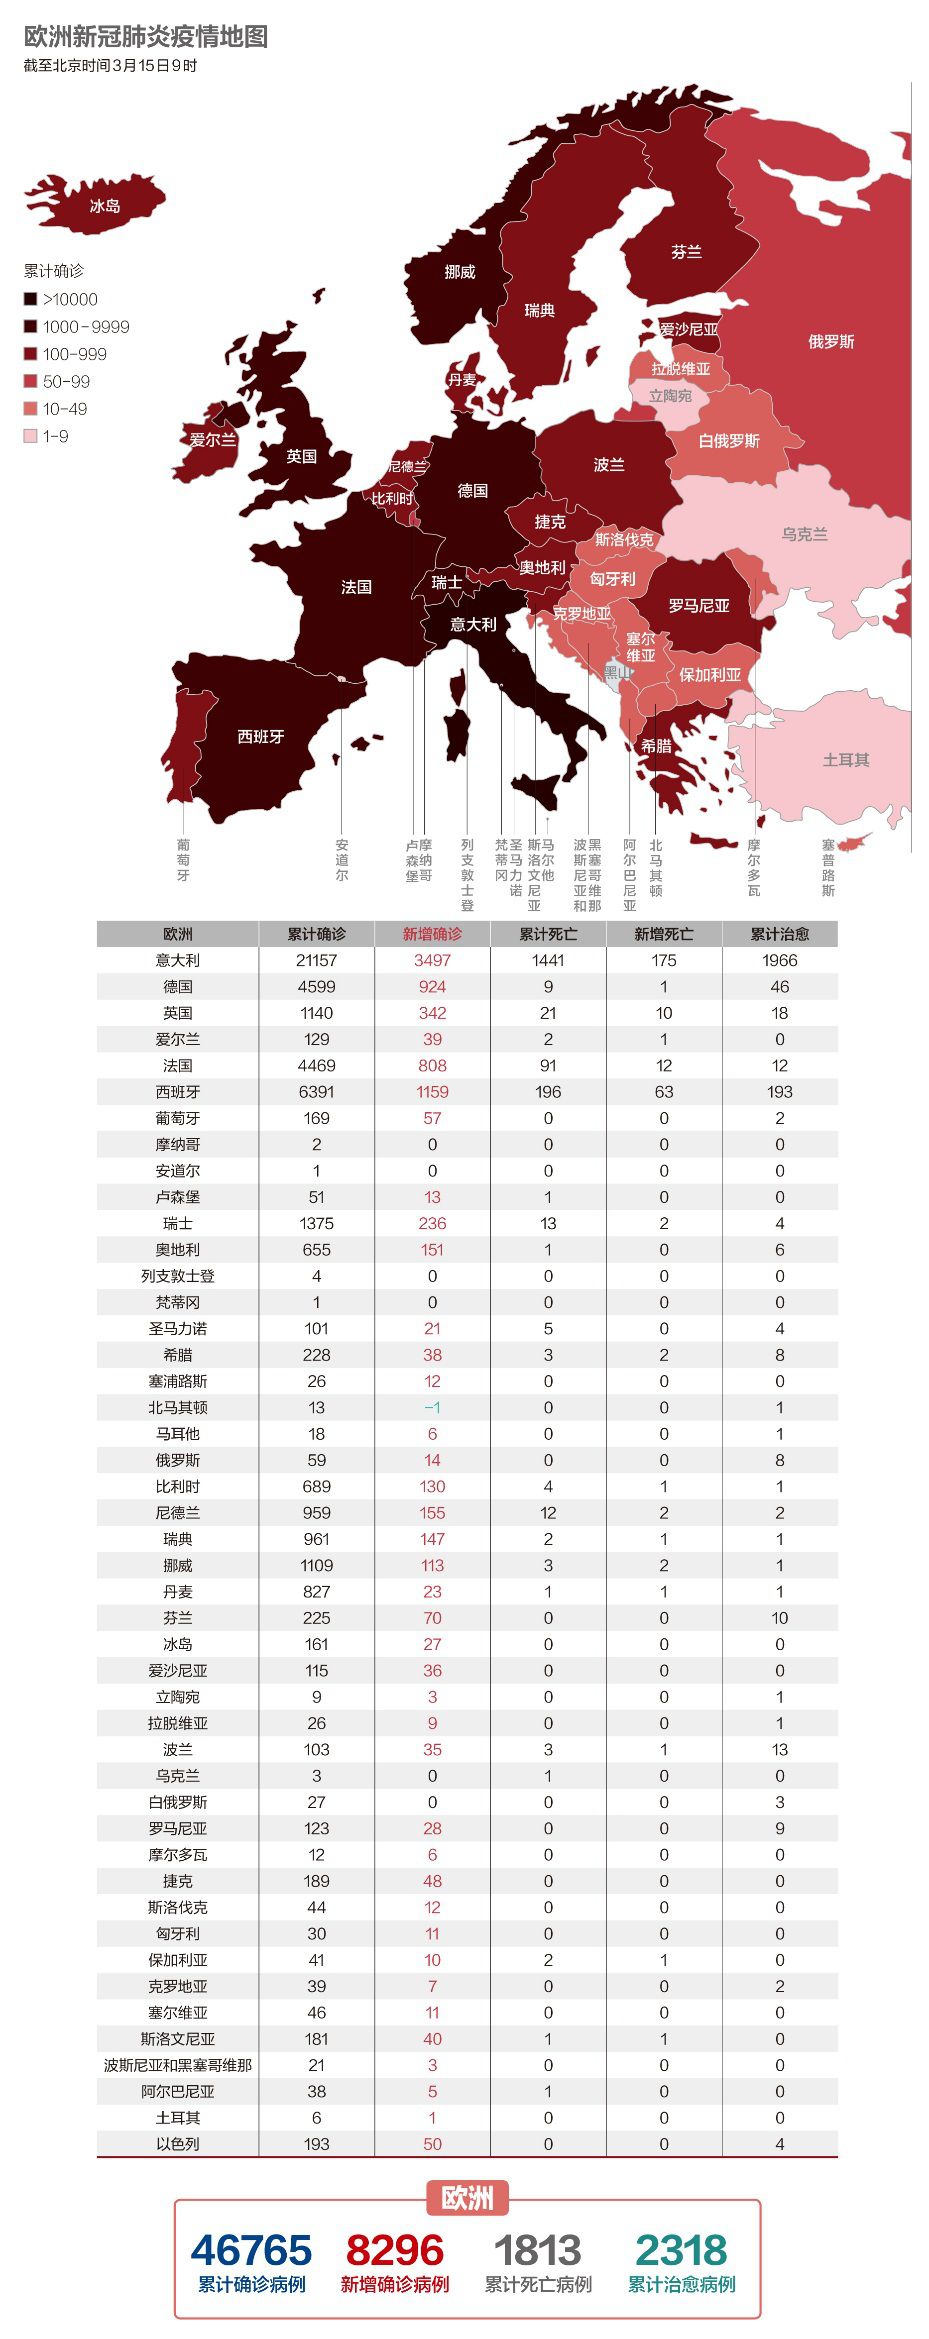 欧洲新冠肺炎疫情地图
截至北京时间3月15日9时
冰岛
累计确诊
>10000
1000-9999
100-999
50-99
10-49
1-9
挪威
芬兰
瑞典
俄罗斯
爱沙尼亚
拉脱维亚
立陶宛
丹麦
白俄罗斯
爱尔兰
英国
尼德兰
波兰
比利时
德国
捷克
乌克兰
斯洛伐克
奥地利
匈牙利
瑞士
法国
罗马尼亚
克罗地亚
意大利
塞尔
维亚
黑山
保加利亚
西班牙
希腊
土耳其
葡萄牙
安道尔
卢森堡
摩纳哥
列支敦士登
梵蒂冈
圣马力诺
斯洛文尼亚
马尔他
波斯尼亚和
黑塞哥维那
阿尔巴尼亚
北马其顿
摩尔多瓦
塞普路斯
欧洲 累计确诊 新增确诊 累计死亡 新增死亡 累计治愈
意大利 21157 3497 1441 175 1966
德国 4599 924 9 1 46
英国 1140 342 21 10 18
爱尔兰 129 39 2 1 0
法国 4469 808 91 12 12
西班牙 6391 1159 196 63 193
葡萄牙 169 57 0 0 2
摩纳哥 2 0 0 0 0
安道尔 1 0 0 0 0
卢森堡 51 13 1 0 0
瑞士 1375 236 13 2 4
奥地利 655 151 1 0 6
列支敦士登 4 0 0 0 0
梵蒂冈 1 0 0 0 0
圣马力诺 101 21 5 0 4
希腊 228 38 3 2 8
塞浦路斯 26 12 0 0 0
北马其顿 13 -1 0 0 1
马耳他 18 6 0 0 1
俄罗斯 59 14 0 0 8
比利时 689 130 4 1 1
尼德兰 959 155 12 2 2
瑞典 961 147 2 1 1
挪威 1109 113 3 2 1
丹麦 827 23 1 1 1
芬兰 225 70 0 0 10
冰岛 161 27 0 0 0
爱沙尼亚 115 36 0 0 0
立陶宛 9 3 0 0 1
拉脱维亚 26 9 0 0 1
波兰 103 35 3 1 13
乌克兰 3 0 1 0 0
白俄罗斯 27 0 0 0 3
罗马尼亚 123 28 0 0 9
摩尔多瓦 12 6 0 0 0
捷克 189 48 0 0 0
斯洛伐克 44 12 0 0 0
匈牙利 30 11 0 0 0
保加利亚 41 10 2 1 0
克罗地亚 39 7 0 0 2
塞尔维亚 46 11 0 0 0
斯洛文尼亚 181 40 1 1 0
波斯尼亚和黑塞哥维那 21 3 0 0 0
阿尔巴尼亚 38 5 1 0 0
土耳其 6 1 0 0 0
以色列 193 50 0 0 4
欧洲
46765 8296 1813 2318
累计确诊病例 新增确诊病例 累计死亡病例 累计治愈病例